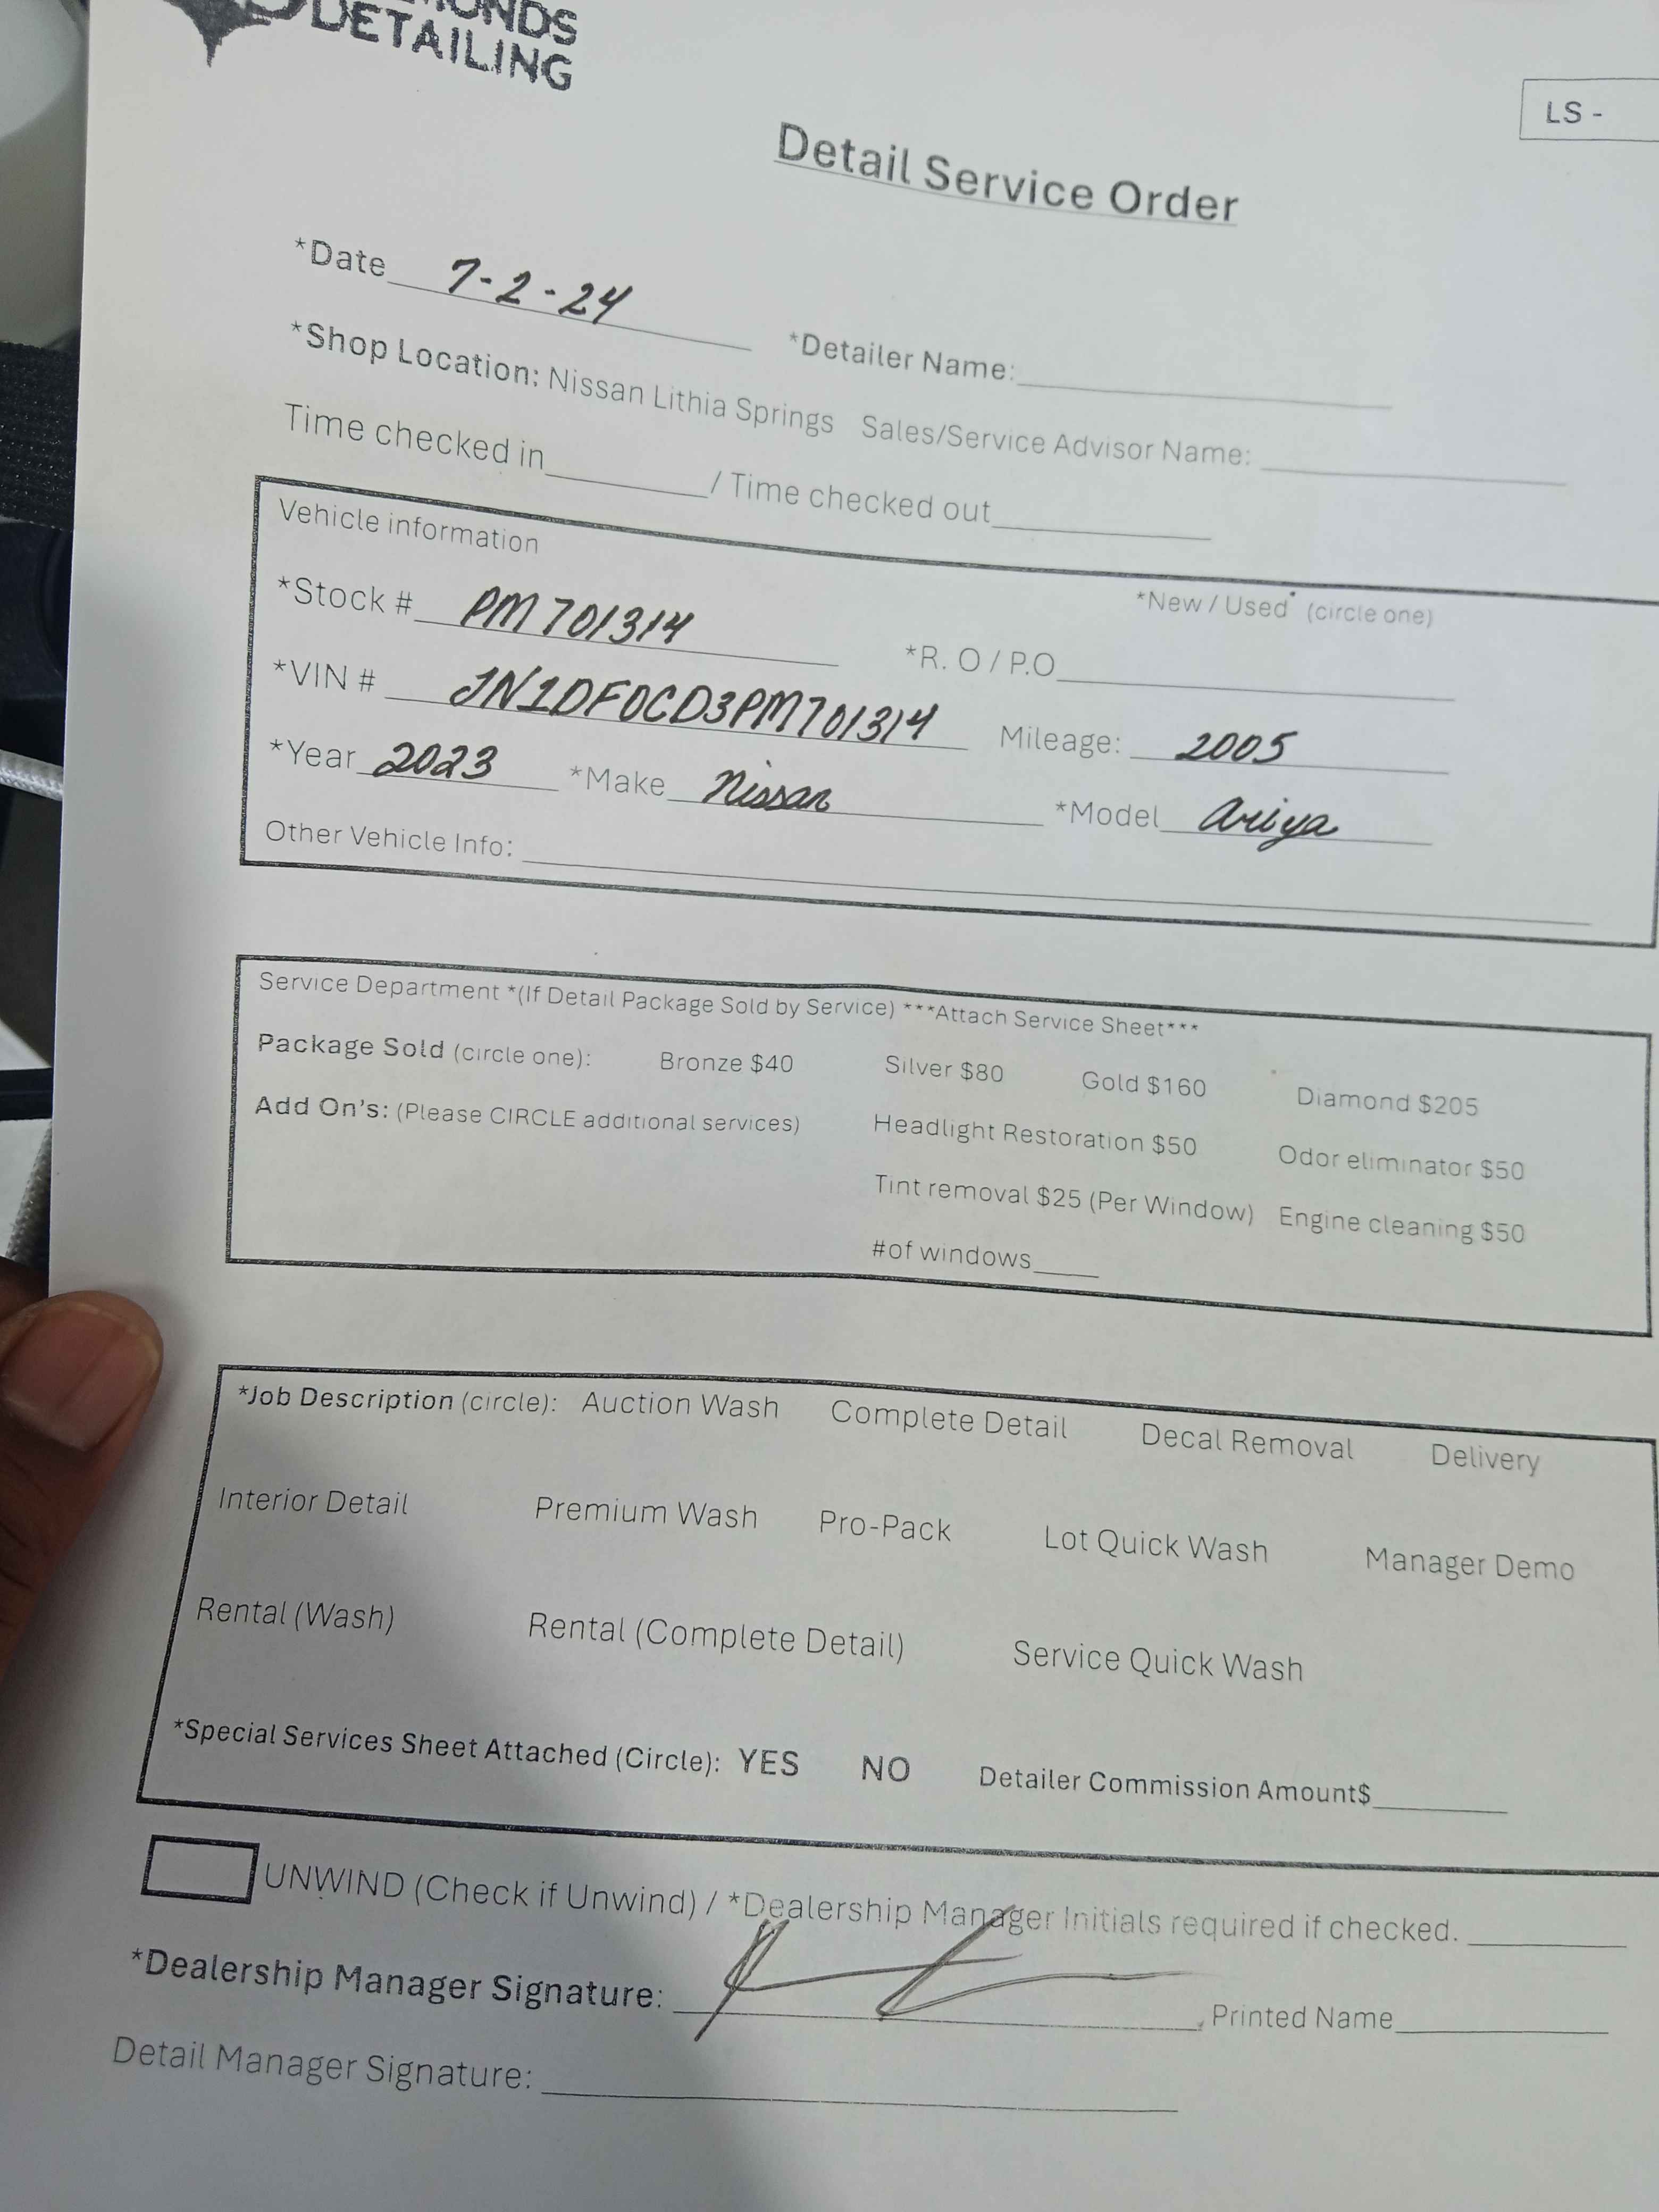 DETAILING
LS -
Detail Service Order
*Date 7-2-24
*Detailer Name:
*Shop Location: Nissan Lithia Springs Sales/Service Advisor Name:
Time checked in / Time checked out
Vehicle information
*New / Used (circle one)
*Stock # PM701314
*R. O / P.O
*VIN # JN1DF0CD3PM701314 Mileage: 2005
*Year 2023 *Make Nissan *Model Ariya
Other Vehicle Info:
Service Department *(If Detail Package Sold by Service) ***Attach Service Sheet***
Package Sold (circle one): Bronze $40 Silver $80 Gold $160 Diamond $205
Add On's: (Please CIRCLE additional services) Headlight Restoration $50 Odor eliminator $50
Tint removal $25 (Per Window) Engine cleaning $50
#of windows
*Job Description (circle): Auction Wash Complete Detail Decal Removal Delivery
Interior Detail Premium Wash Pro-Pack Lot Quick Wash Manager Demo
Rental (Wash) Rental (Complete Detail) Service Quick Wash
*Special Services Sheet Attached (Circle): YES NO Detailer Commission Amount$
UNWIND (Check if Unwind) / *Dealership Manager Initials required if checked.
*Dealership Manager Signature: Printed Name
Detail Manager Signature: